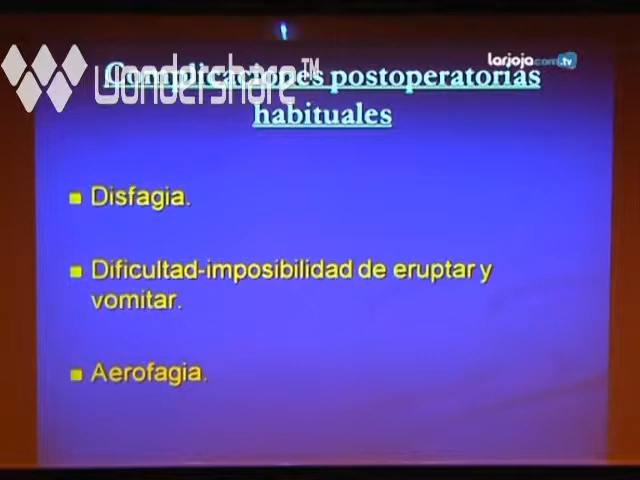 larioja.com.tv
Wondershare™
Complicaciones postoperatorias
habituales
Disfagia.
Dificultad-imposibilidad de eruptar y
vomitar.
Aerofagia.